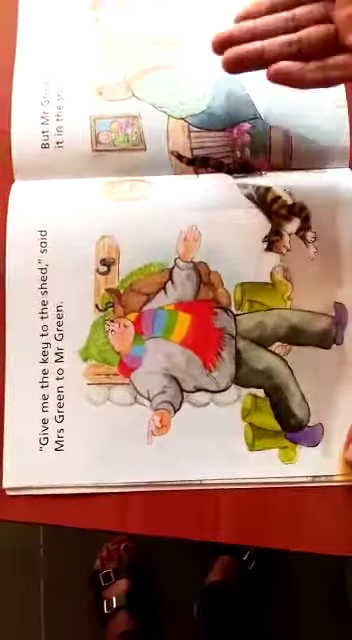 But Mr
it in the
"Give me the key to the shed," said
Mrs Green to Mr Green.